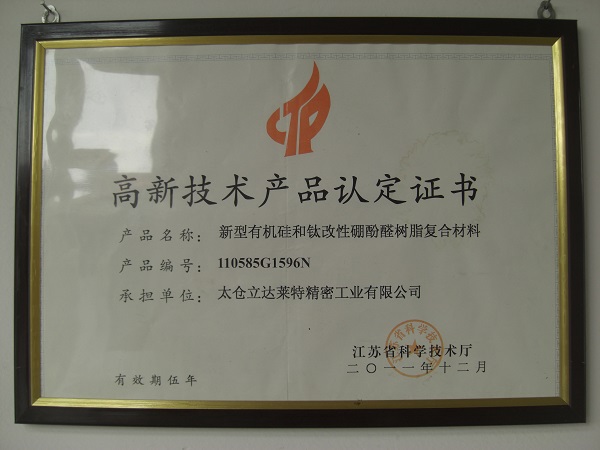 CTP
高新技术产品认定证书
产品名称：新型有机硅和钛改性硼酚醛树脂复合材料
产品编号：110585G1596N
承担单位：太仓立达莱特精密工业有限公司
江苏省科学技术厅
二〇一一年十二月
有效期伍年